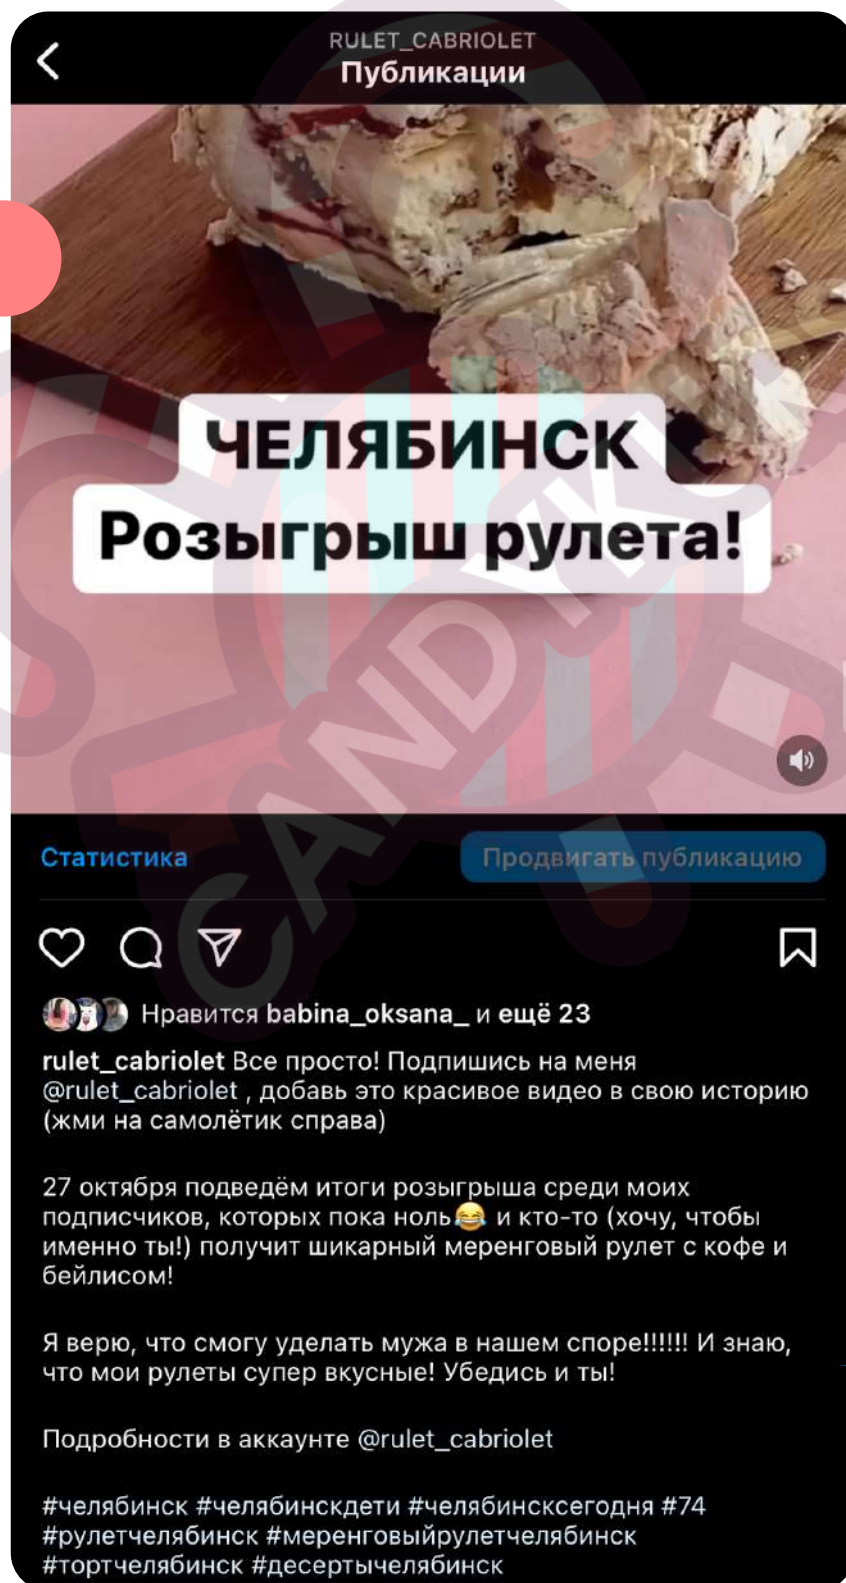 RULET_CABRIOLET
Публикации
ЧЕЛЯБИНСК
Розыгрыш рулета!
CANDYKU
Статистика
Продвигать публикацию
Нравится babina_oksana_ и ещё 23
rulet_cabriolet Все просто! Подпишись на меня
@rulet_cabriolet , добавь это красивое видео в свою историю
(жми на самолётик справа)
27 октября подведём итоги розыгрыша среди моих
подписчиков, которых пока ноль😂 и кто-то (хочу, чтобы
именно ты!) получит шикарный меренговый рулет с кофе и
бейлисом!
Я верю, что смогу уделать мужа в нашем споре!!!!!! И знаю,
что мои рулеты супер вкусные! Убедись и ты!
Подробности в аккаунте @rulet_cabriolet
#челябинск #челябинскдети #челябинсксегодня #74
#рулетчелябинск #меренговыйрулетчелябинск
#тортчелябинск #десертычелябинск